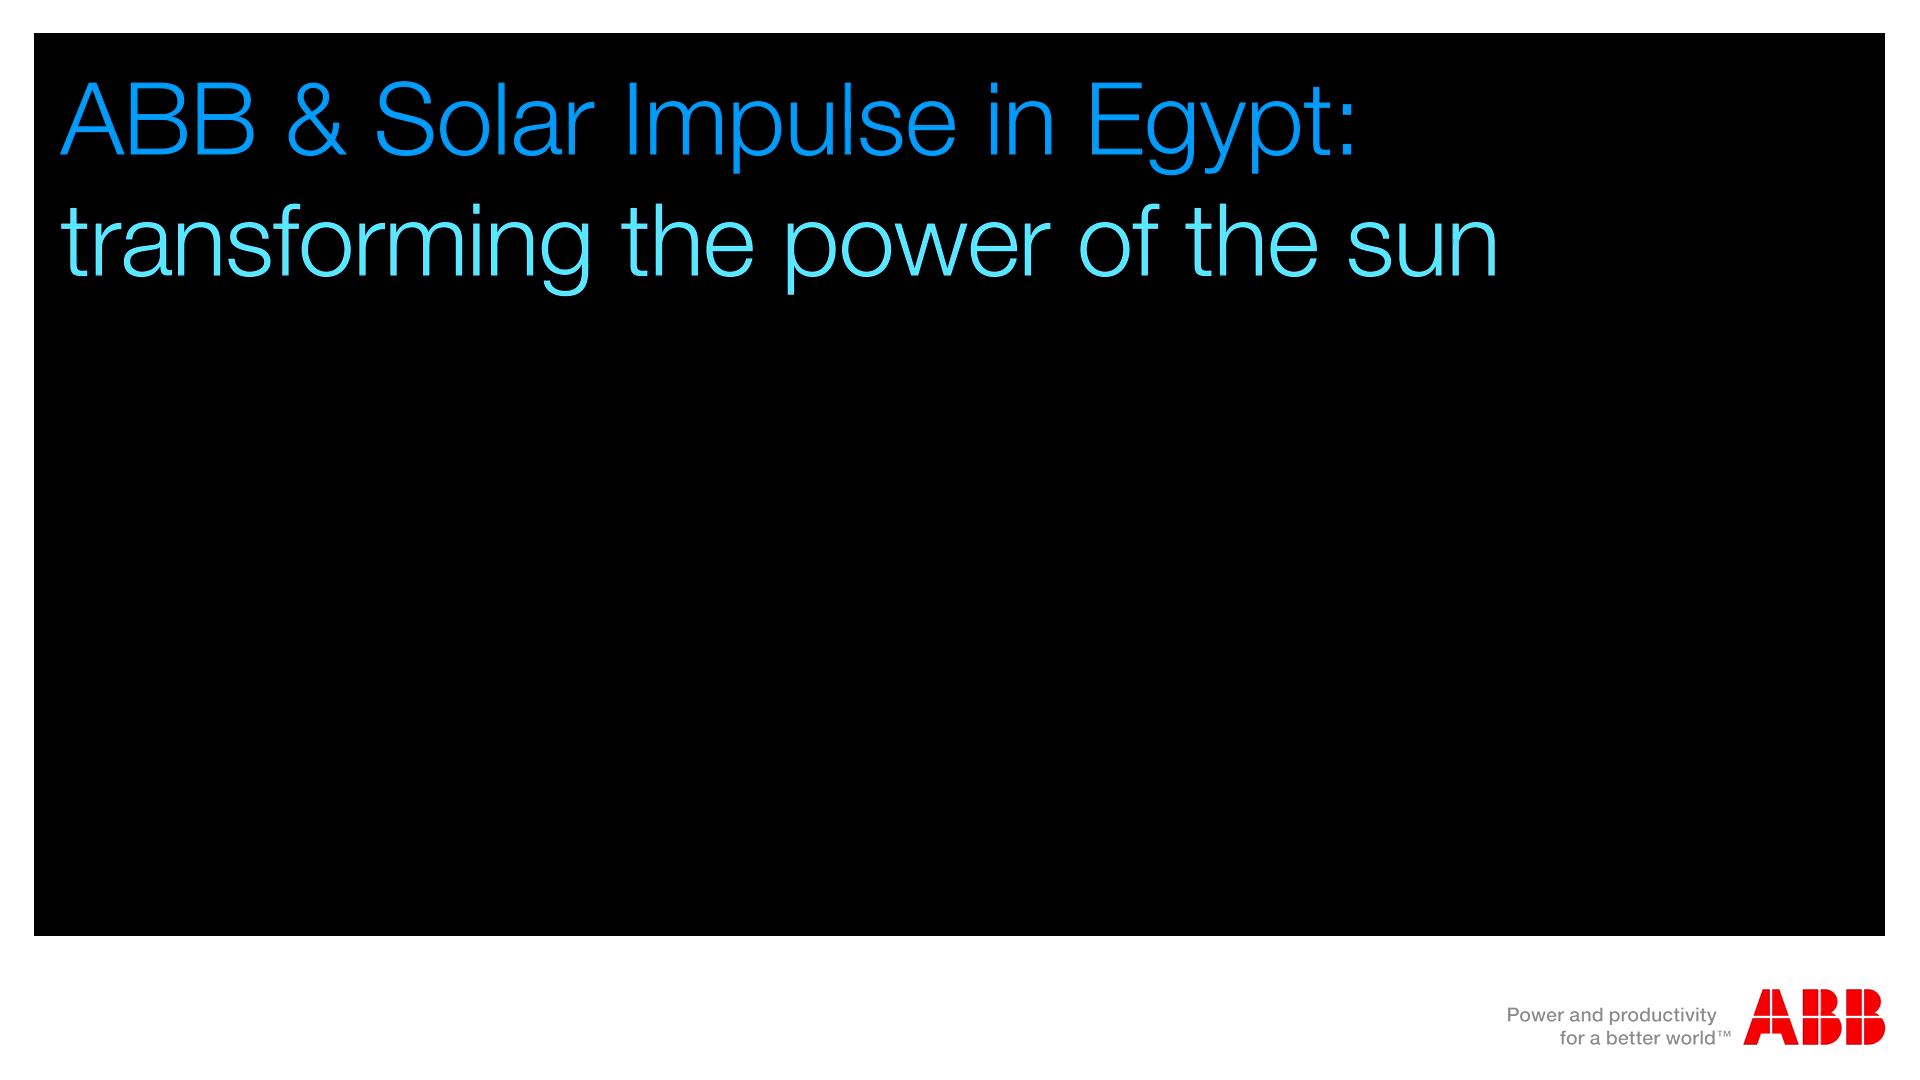 ABB & Solar Impulse in Egypt:
transforming the power of the sun
Power and productivity
for a better world™
ABB